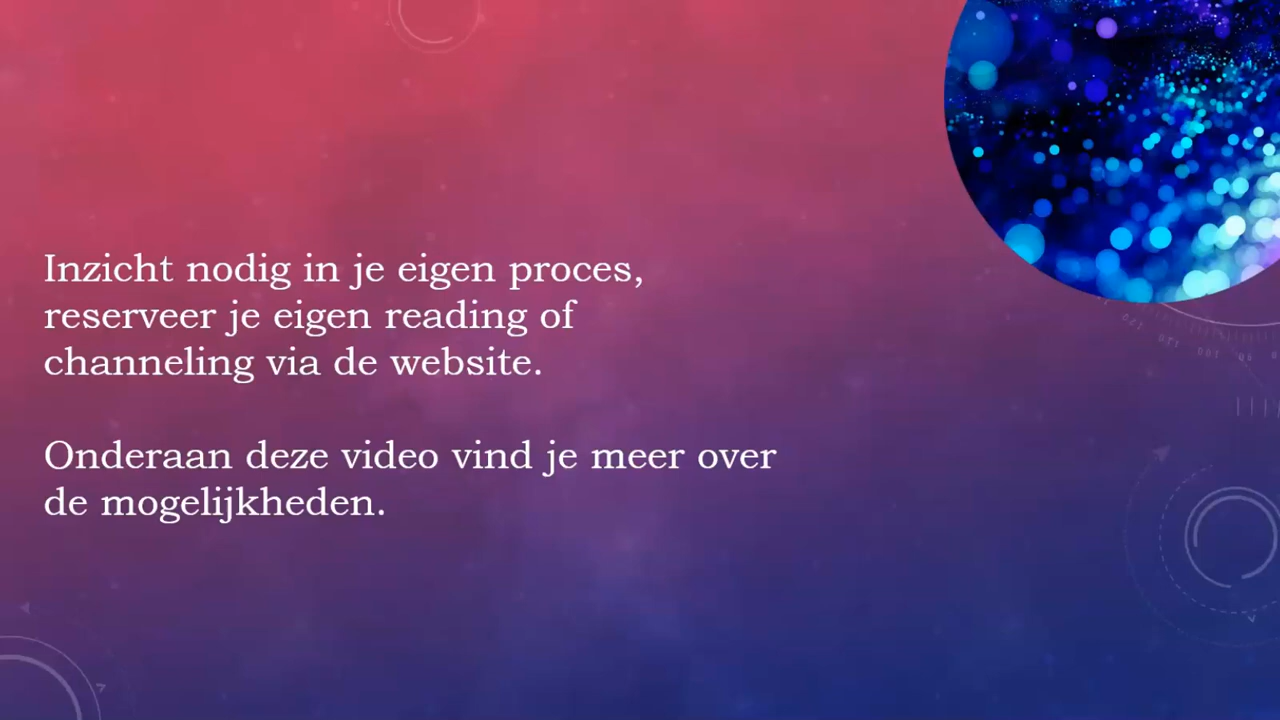 Inzicht nodig in je eigen proces,
reserveer je eigen reading of
channeling via de website.
Onderaan deze video vind je meer over
de mogelijkheden.